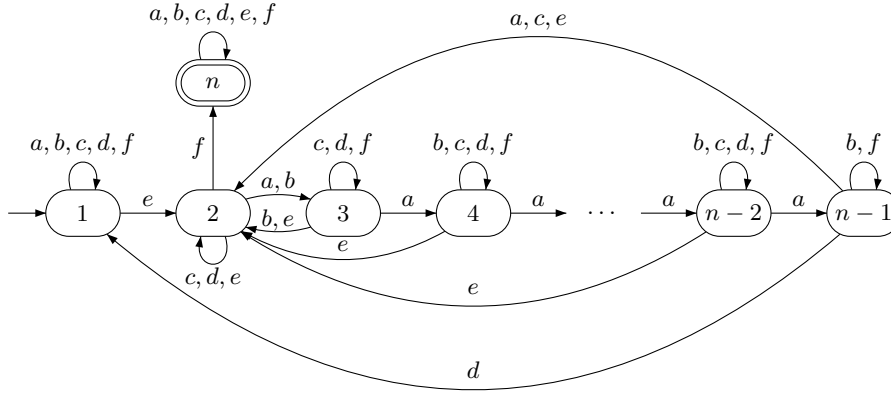 a, b, c, d, e, f
a, c, e
n
a, b, c, d, f
f
c, d, f
b, c, d, f
b, c, d, f
b, f
1
e
2
a, b
b, e
3
a
4
a
· · ·
a
n − 2
a
n − 1
c, d, e
e
e
d